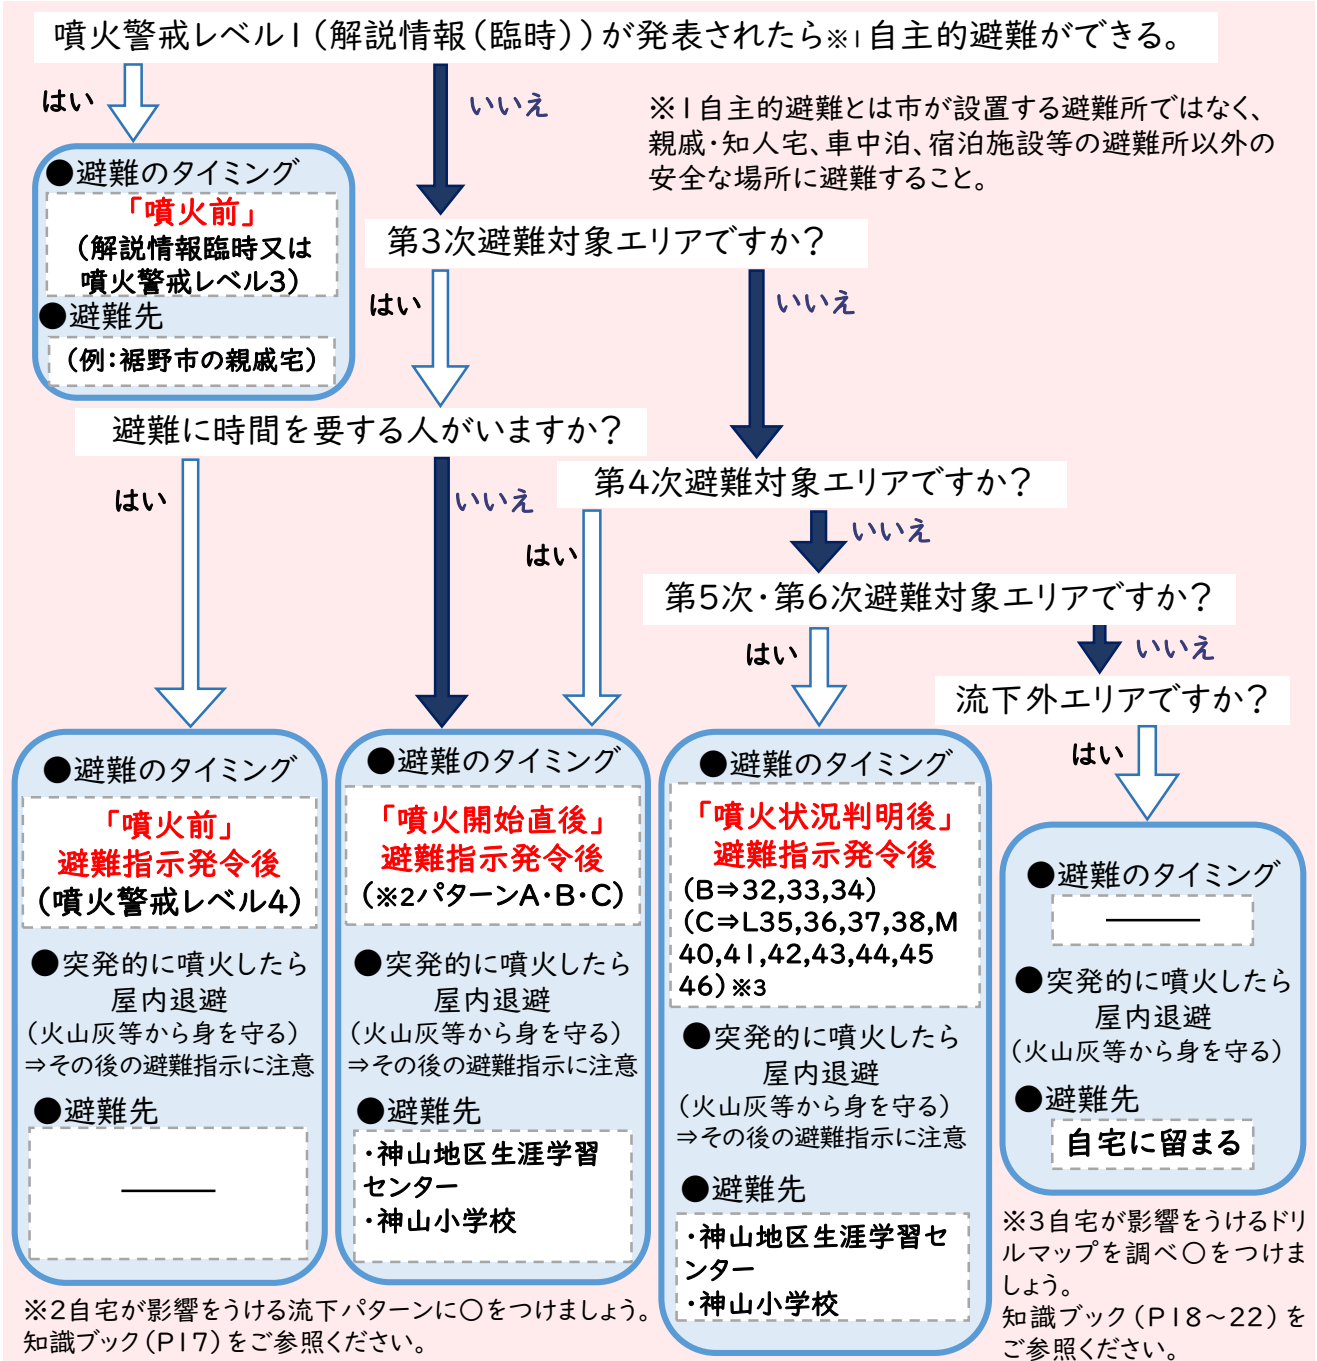 噴火警戒レベル1（解説情報（臨時））が発表されたら※1自主的避難ができる。
はい
いいえ
※1自主的避難とは市が設置する避難所ではなく、
親戚・知人宅、車中泊、宿泊施設等の避難所以外の
安全な場所に避難すること。
●避難のタイミング
「噴火前」
（解説情報臨時又は
噴火警戒レベル3）
●避難先
（例：裾野市の親戚宅）
第3次避難対象エリアですか？
はい
いいえ
避難に時間を要する人がいますか？
はい
いいえ
第4次避難対象エリアですか？
はい
いいえ
第5次・第6次避難対象エリアですか？
はい
いいえ
流下外エリアですか？
はい
●避難のタイミング
「噴火前」
避難指示発令後
（噴火警戒レベル4）
●突発的に噴火したら
屋内退避
（火山灰等から身を守る）
⇒その後の避難指示に注意
●避難先
●避難のタイミング
「噴火開始直後」
避難指示発令後
（※2パターンA・B・C）
●突発的に噴火したら
屋内退避
（火山灰等から身を守る）
⇒その後の避難指示に注意
●避難先
・神山地区生涯学習
センター
・神山小学校
●避難のタイミング
「噴火状況判明後」
避難指示発令後
（B⇒32,33,34）
（C⇒L35,36,37,38,M
40,41,42,43,44,45
46）※3
●突発的に噴火したら
屋内退避
（火山灰等から身を守る）
⇒その後の避難指示に注意
●避難先
・神山地区生涯学習セ
ンター
・神山小学校
●避難のタイミング
●突発的に噴火したら
屋内退避
（火山灰等から身を守る）
●避難先
自宅に留まる
※2自宅が影響をうける流下パターンに〇をつけましょう。
知識ブック（P17）をご参照ください。
※3自宅が影響をうけるドリ
ルマップを調べ〇をつけま
しょう。
知識ブック（P18～22）を
ご参照ください。